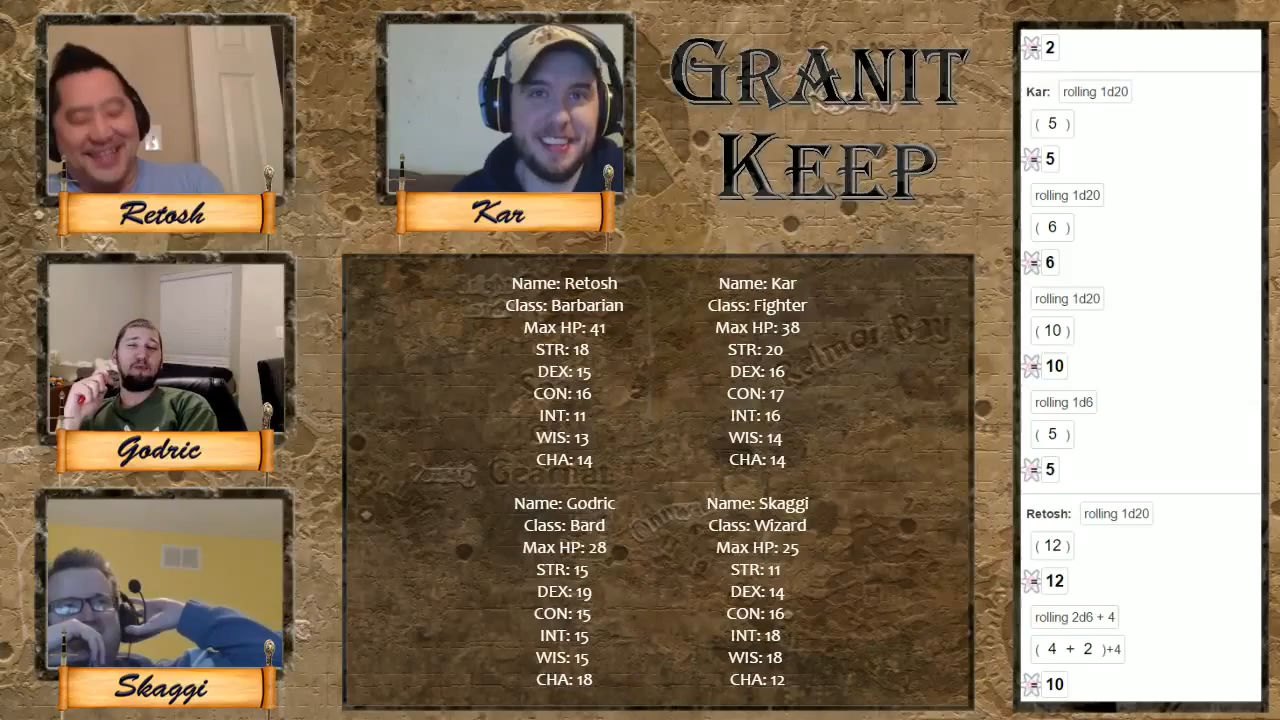 GRANIT
KEEP
Retosh
Kar
Godric
Skaggi
Name: Retosh
Class: Barbarian
Max HP: 41
STR: 18
DEX: 15
CON: 16
INT: 11
WIS: 13
CHA: 14
Name: Kar
Class: Fighter
Max HP: 38
STR: 20
DEX: 16
CON: 17
INT: 16
WIS: 14
CHA: 14
Name: Godric
Class: Bard
Max HP: 28
STR: 15
DEX: 19
CON: 15
INT: 15
WIS: 15
CHA: 18
Name: Skaggi
Class: Wizard
Max HP: 25
STR: 11
DEX: 14
CON: 16
INT: 18
WIS: 18
CHA: 12
= 2
Kar: rolling 1d20
( 5 )
= 5
rolling 1d20
( 6 )
= 6
rolling 1d20
( 10 )
= 10
rolling 1d6
( 5 )
= 5
Retosh: rolling 1d20
( 12 )
= 12
rolling 2d6 + 4
( 4 + 2 )+4
= 10